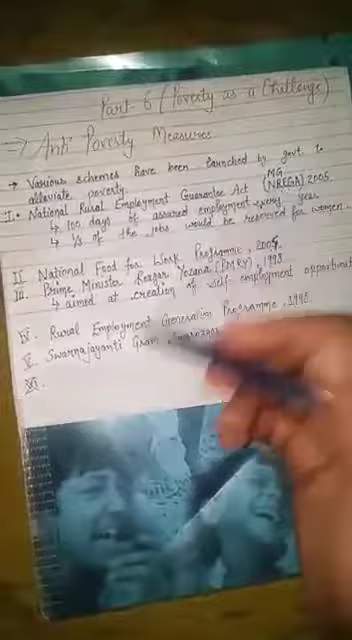 Part 6 (Poverty as a Challenge)
⇒ Anti Poverty Measures
→ Various schemes have been launched by govt. to
alleviate poverty.
MG
I. National Rural Employment Guarantee Act (NREGA) 2005
↳ 100 days of assured employment every year
↳ 1/3 of the jobs would be reserved for women.
II National Food for Work Programme, 2004
III. Prime Minister Rozgar Yozana (PMRY), 1993
↳ aimed at creation of self employment opportunit
IV. Rural Employment Generation Programme, 1995
V. Swarnajayanti Gram
VI.